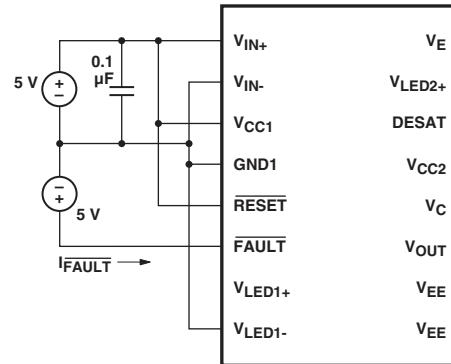 5 V
0.1
µF
5 V
I_FAULT
V_IN+
V_IN-
V_CC1
GND1
RESET
FAULT
V_LED1+
V_LED1-
V_E
V_LED2+
DESAT
V_CC2
V_C
V_OUT
V_EE
V_EE